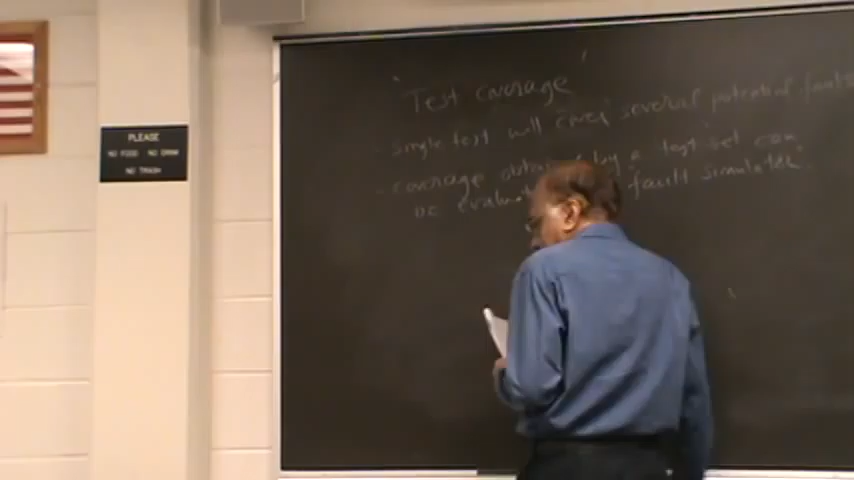 PLEASE
NO FOOD NO DRINK
NO TRASH
"Test coverage"
- single test will cover several potential faults
- coverage obtained by a test set can
be evaluated fault simulator